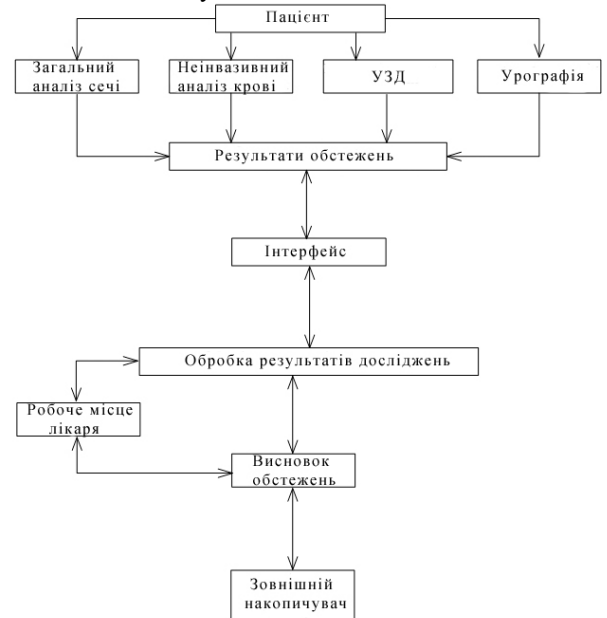 Пацієнт
Загальний
аналіз сечі
Неінвазивний
аналіз крові
УЗД
Урографія
Результати обстежень
Інтерфейс
Обробка результатів досліджень
Робоче місце
лікаря
Висновок
обстежень
Зовнішній
накопичувач